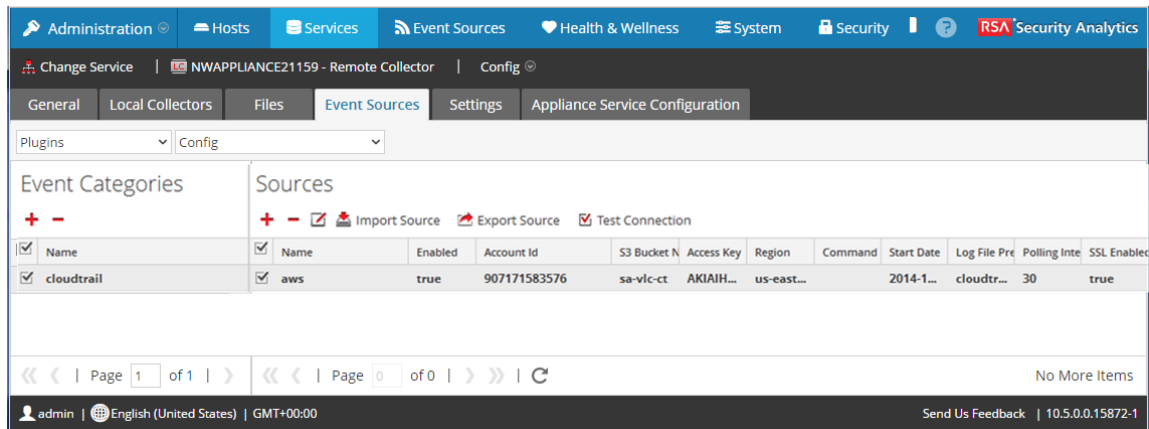 Administration Hosts Services Event Sources Health & Wellness System Security ? RSA Security Analytics
Change Service | LC NWAPPLIANCE21159 - Remote Collector | Config
General Local Collectors Files Event Sources Settings Appliance Service Configuration
Plugins Config
Event Categories Sources
+ - + - Import Source Export Source Test Connection
Name Name Enabled Account Id S3 Bucket N Access Key Region Command Start Date Log File Pre Polling Inte SSL Enabled
cloudtrail aws true 907171583576 sa-vlc-ct AKIAIH... us-east... 2014-1... cloudtr... 30 true
| Page 1 of 1 | | Page 0 of 0 | | No More Items
admin | English (United States) | GMT+00:00 Send Us Feedback | 10.5.0.0.15872-1